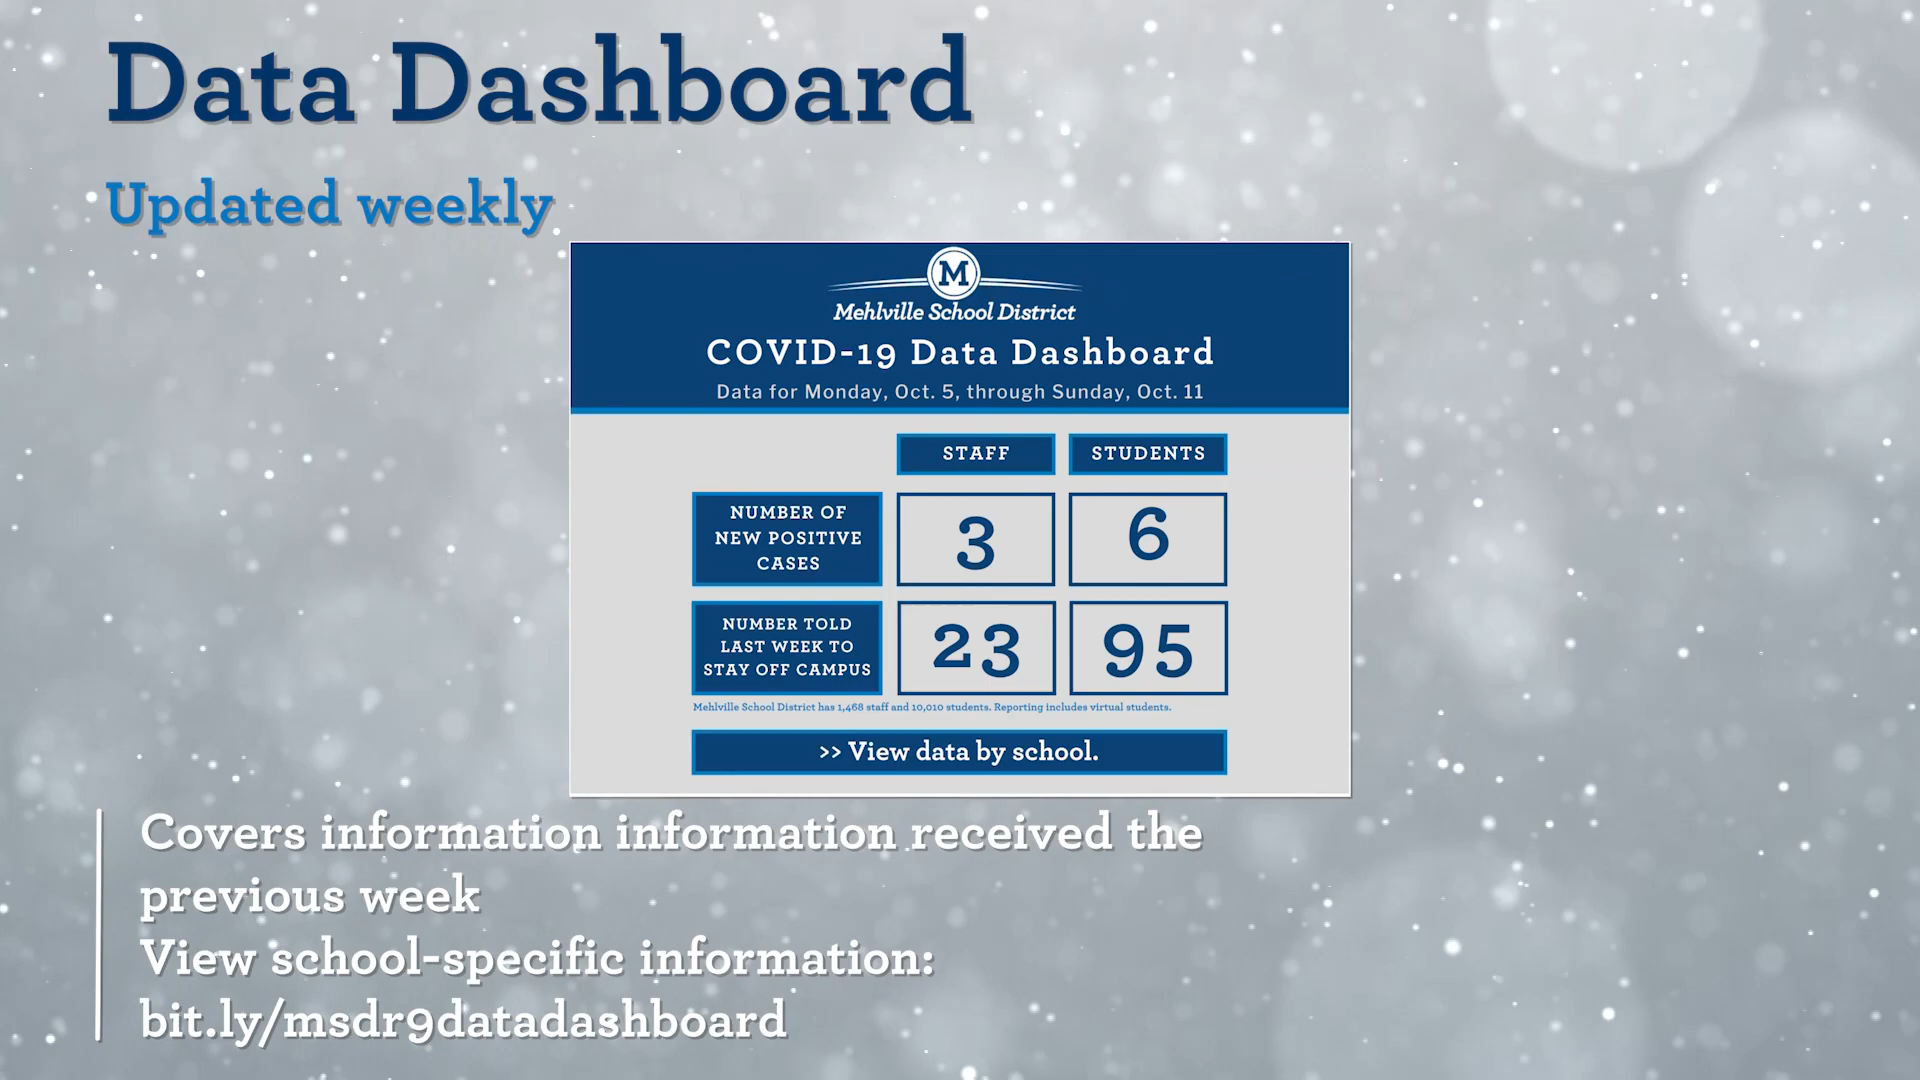 Data Dashboard
Updated weekly
M
Mehlville School District
COVID-19 Data Dashboard
Data for Monday, Oct. 5, through Sunday, Oct. 11
STAFF STUDENTS
NUMBER OF
NEW POSITIVE
CASES
3 6
NUMBER TOLD
LAST WEEK TO
STAY OFF CAMPUS
23 95
Mehlville School District has 1,468 staff and 10,010 students. Reporting includes virtual students.
>> View data by school.
Covers information information received the
previous week
View school-specific information:
bit.ly/msdr9datadashboard